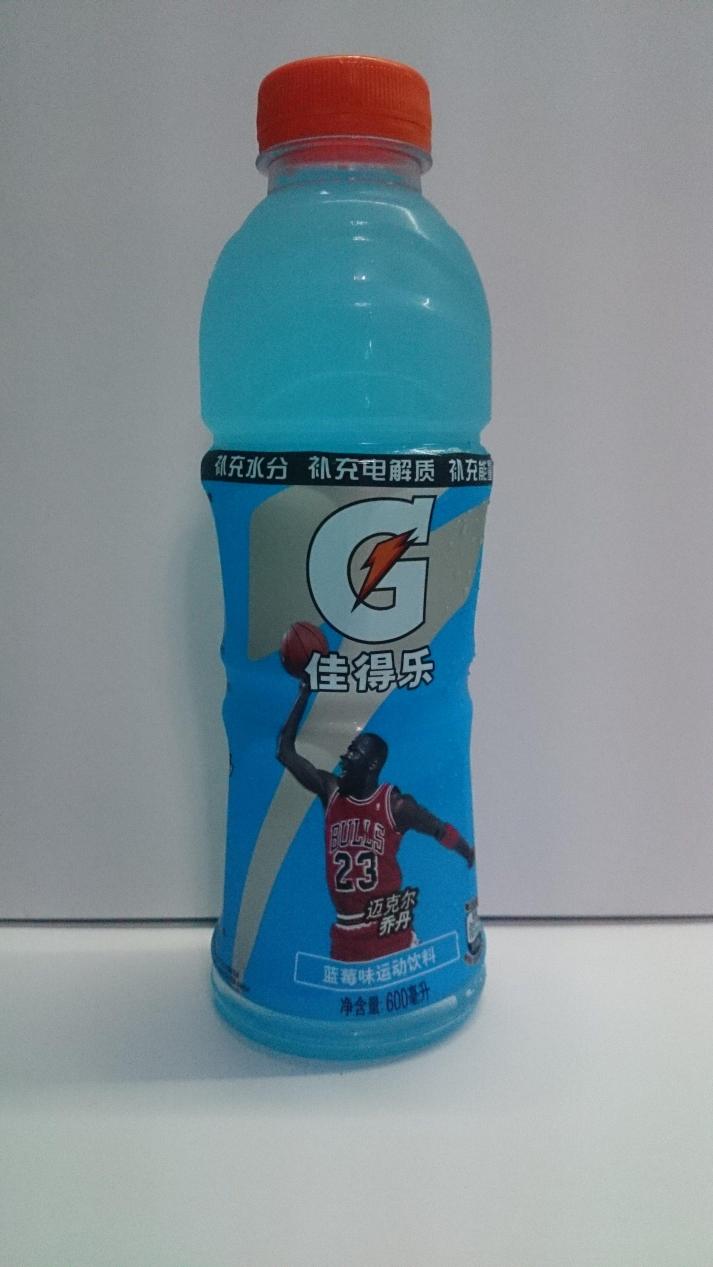 补充水分 补充电解质 补充能量
G
佳得乐
BULLS
23
迈克尔
乔丹
蓝莓味运动饮料
净含量:600毫升